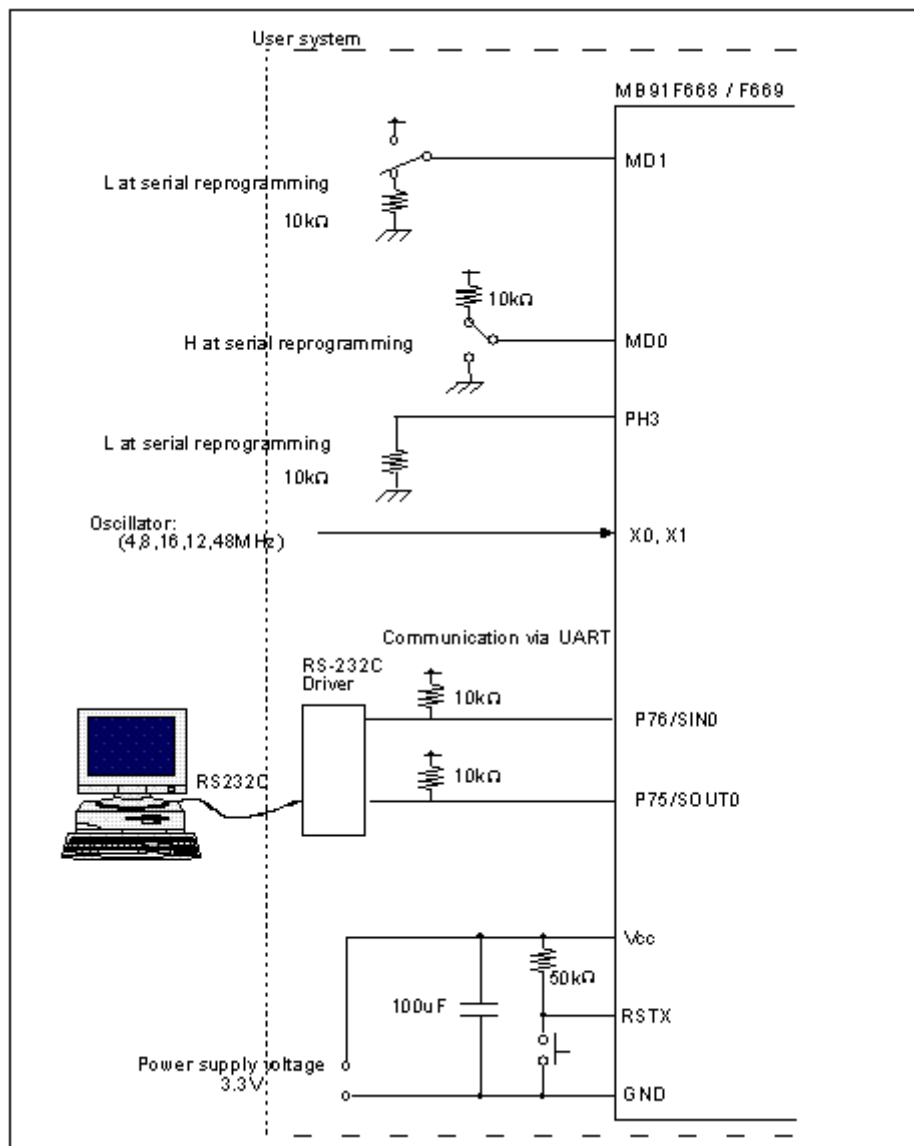 User system
MB91F668 / F669
MD1
L at serial reprogramming
10kΩ
10kΩ
H at serial reprogramming
MD0
PH3
L at serial reprogramming
10kΩ
Oscillator:
(4,8,16,12,48MHz)
X0, X1
Communication via UART
RS-232C
Driver
10kΩ
P76/SIN0
RS232C
10kΩ
P75/SOUT0
Vcc
50kΩ
100uF
RSTX
Power supply voltage
3.3V
GND